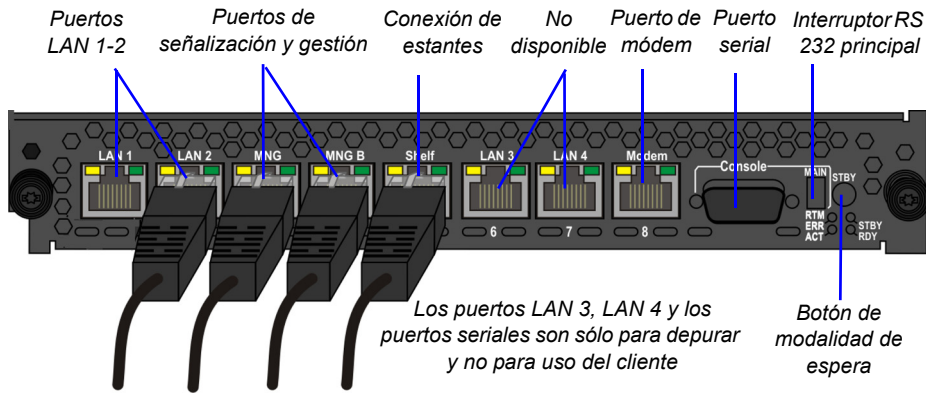 Puertos
LAN 1-2
Puertos de
señalización y gestión
Conexión de
estantes
No
disponible
Puerto de
módem
Puerto
serial
Interruptor RS
232 principal
LAN 1
LAN 2
MNG
MNG B
Shelf
LAN 3
LAN 4
Modem
Console
MAIN
STBY
RTM
ERR
ACT
STBY
RDY
6
7
8
Los puertos LAN 3, LAN 4 y los
puertos seriales son sólo para depurar
y no para uso del cliente
Botón de
modalidad de
espera